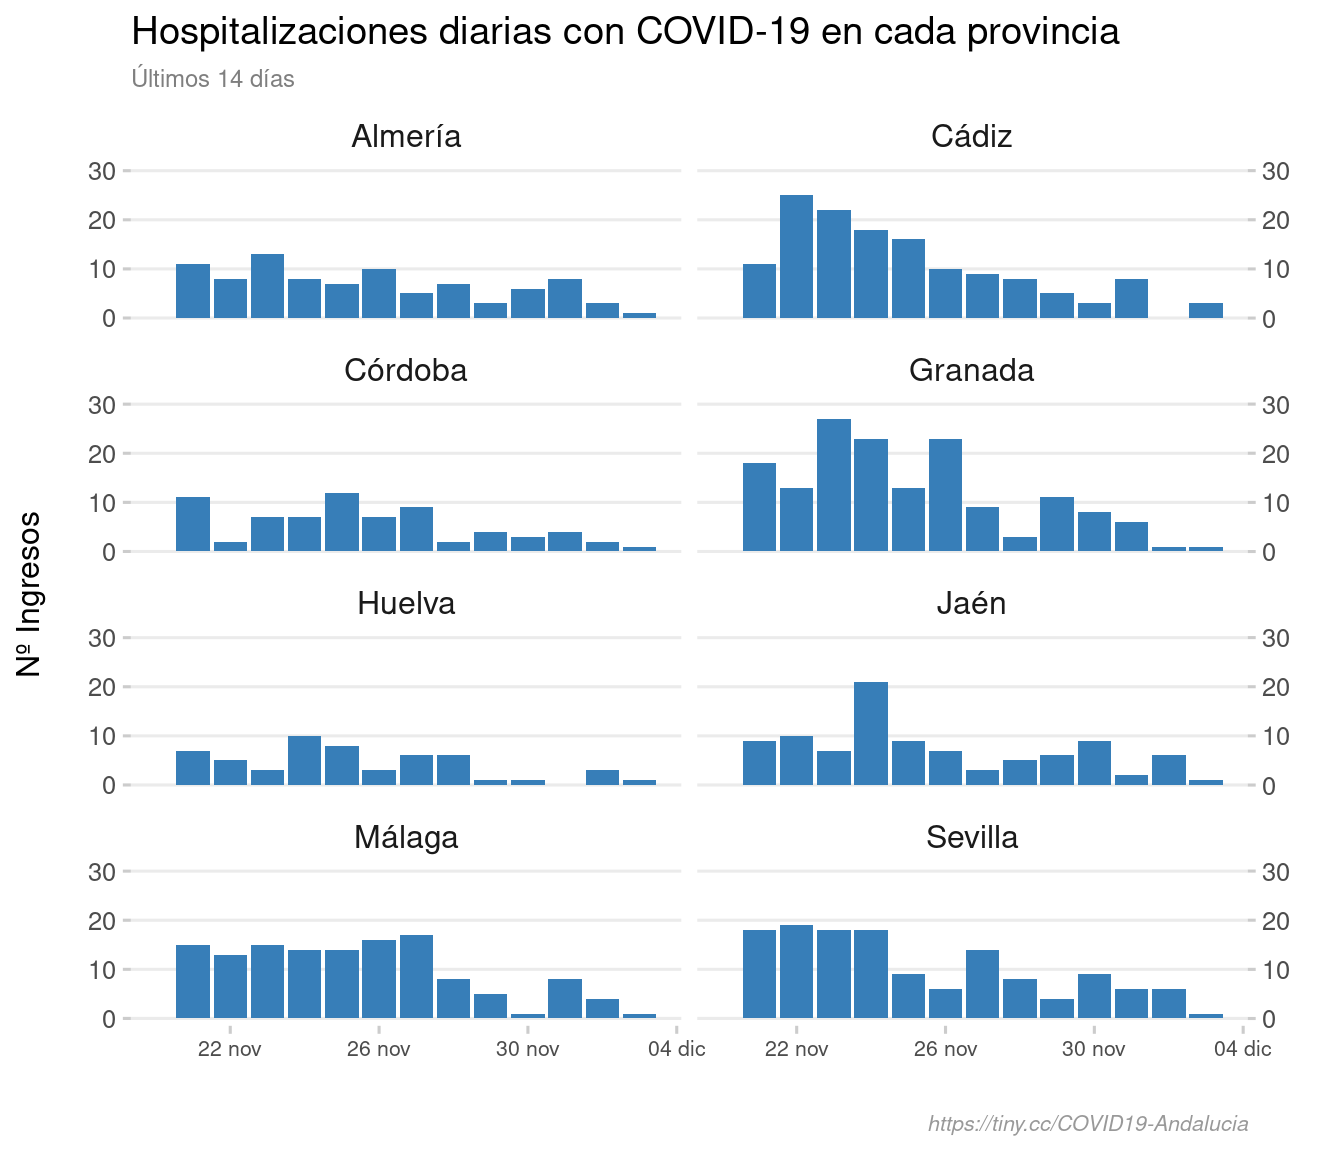 Hospitalizaciones diarias con COVID-19 en cada provincia
Últimos 14 días
Almería
Cádiz
30
20
10
0
30
20
10
0
Córdoba
Granada
30
20
10
0
30
20
10
0
Nº Ingresos
Huelva
Jaén
30
20
10
0
30
20
10
0
Málaga
Sevilla
30
20
10
0
30
20
10
0
22 nov 26 nov 30 nov 04 dic
22 nov 26 nov 30 nov 04 dic
https://tiny.cc/COVID19-Andalucia